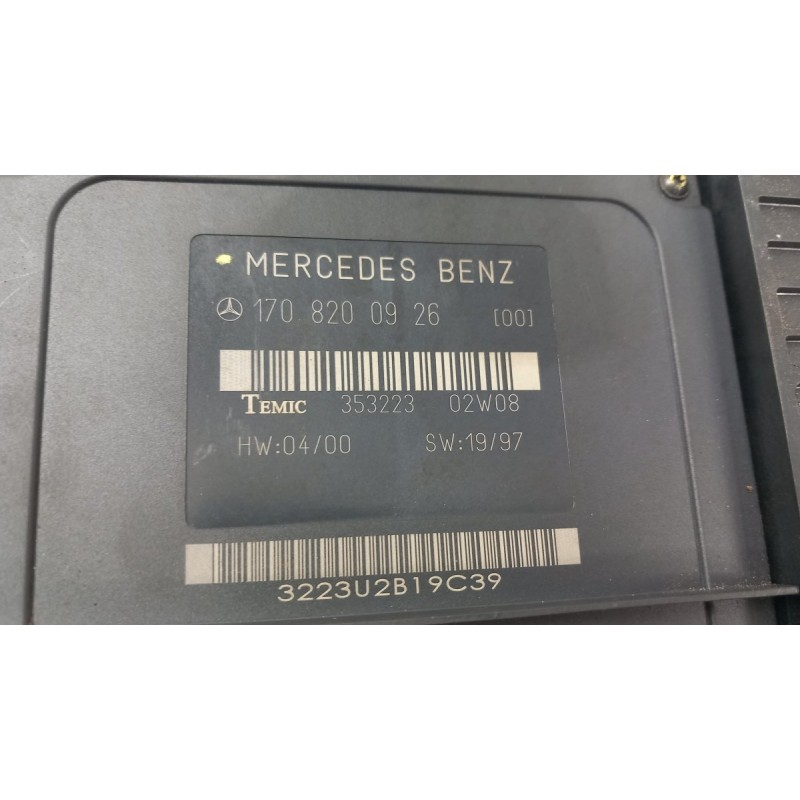 MERCEDES BENZ
170 820 09 26 [00]
TEMIC 353223 02W08
HW:04/00 SW:19/97
3223U2B19C39